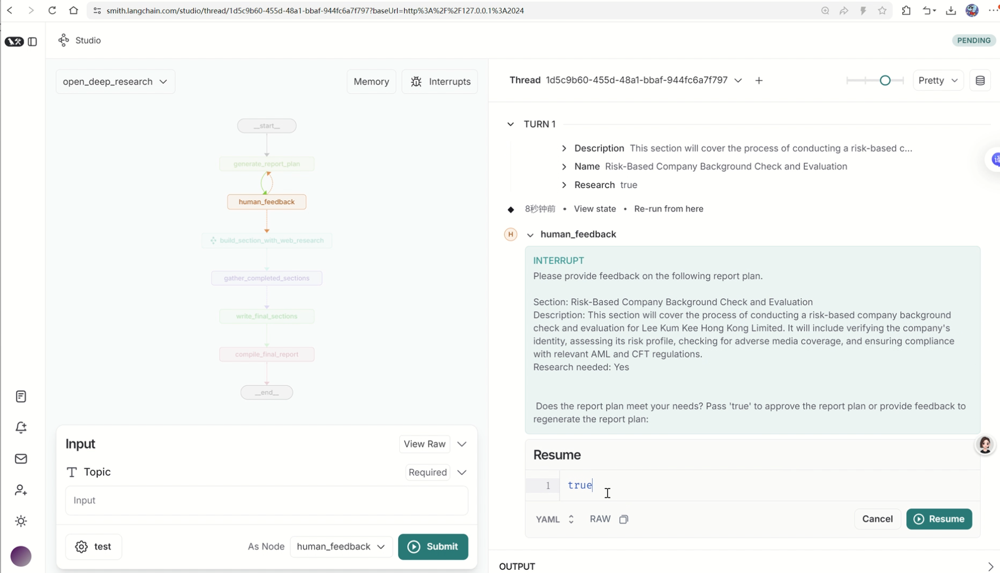 smith.langchain.com/studio/thread/1d5c9b60-455d-48a1-bbaf-944fc6a7f797?baseUrl=http%3A%2F%2F127.0.0.1%3A2024
Studio
PENDING
open_deep_research
Memory
Interrupts
Thread 1d5c9b60-455d-48a1-bbaf-944fc6a7f797
Pretty
__start__
generate_report_plan
human_feedback
build_section_with_web_research
gather_completed_sections
write_final_sections
compile_final_report
__end__
Input
View Raw
Topic
Required
Input
test
As Node
human_feedback
Submit
TURN 1
Description This section will cover the process of conducting a risk-based c...
Name Risk-Based Company Background Check and Evaluation
Research true
8秒钟前 • View state • Re-run from here
H
human_feedback
INTERRUPT
Please provide feedback on the following report plan.
Section: Risk-Based Company Background Check and Evaluation
Description: This section will cover the process of conducting a risk-based company background
check and evaluation for Lee Kum Kee Hong Kong Limited. It will include verifying the company's
identity, assessing its risk profile, checking for adverse media coverage, and ensuring compliance
with relevant AML and CFT regulations.
Research needed: Yes
Does the report plan meet your needs? Pass 'true' to approve the report plan or provide feedback to
regenerate the report plan:
Resume
1 true
YAML
RAW
Cancel
Resume
OUTPUT
译